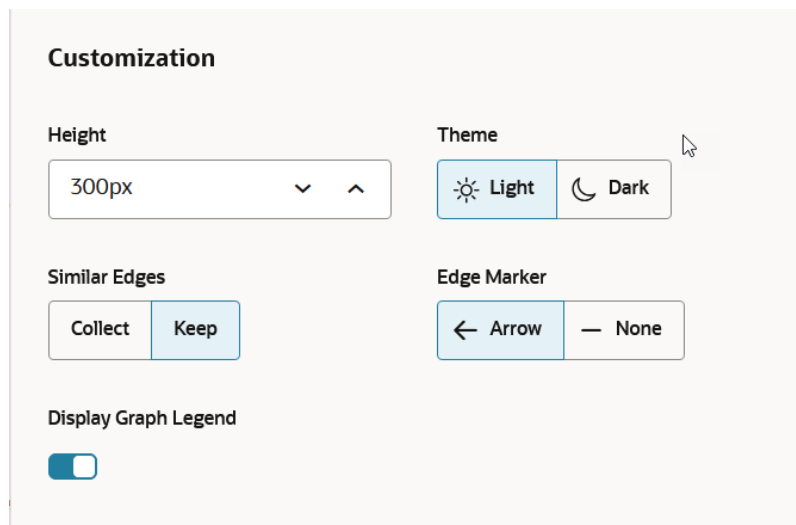 Customization
Height
Theme
300px
Light
Dark
Similar Edges
Edge Marker
Collect
Keep
Arrow
None
Display Graph Legend